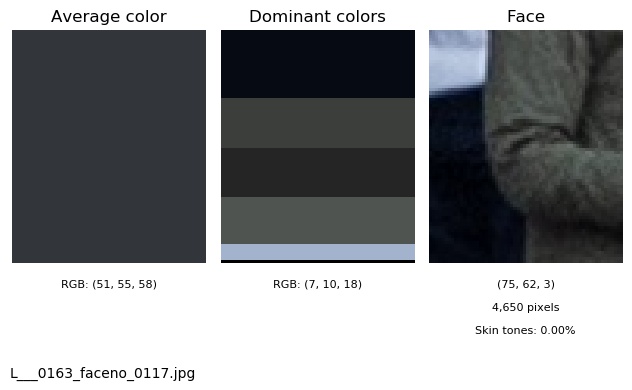 Average color
Dominant colors
Face
RGB: (51, 55, 58)
RGB: (7, 10, 18)
(75, 62, 3)
4,650 pixels
Skin tones: 0.00%
L___0163_faceno_0117.jpg